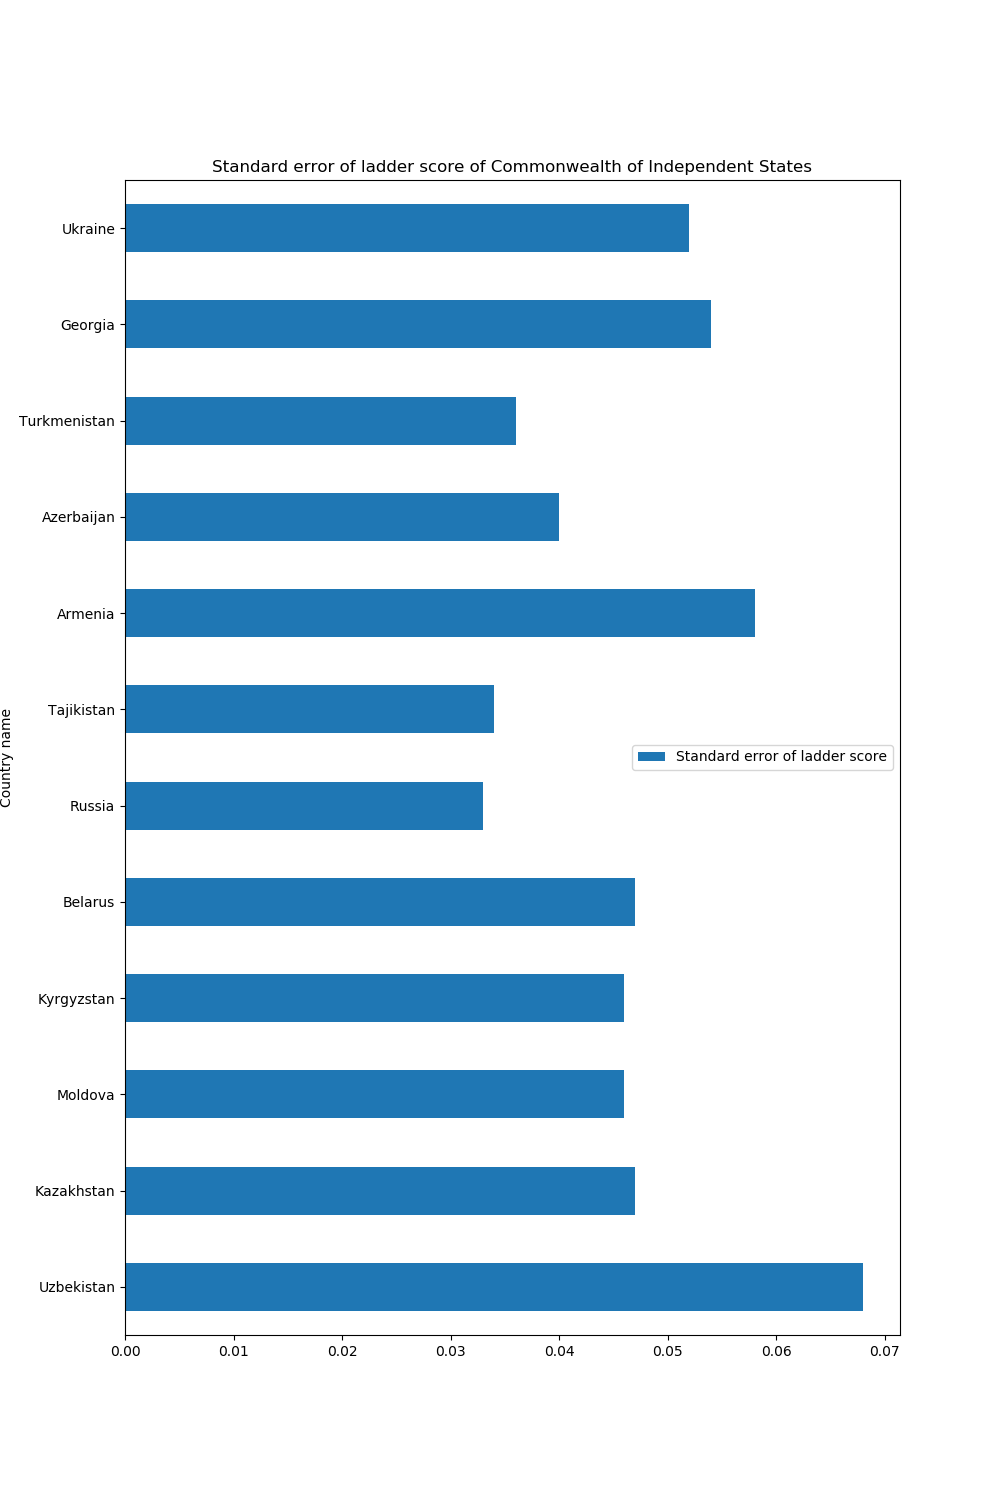 Standard error of ladder score of Commonwealth of Independent States
Ukraine
Georgia
Turkmenistan
Azerbaijan
Armenia
Tajikistan
Country name
Standard error of ladder score
Russia
Belarus
Kyrgyzstan
Moldova
Kazakhstan
Uzbekistan
0.00 0.01 0.02 0.03 0.04 0.05 0.06 0.07